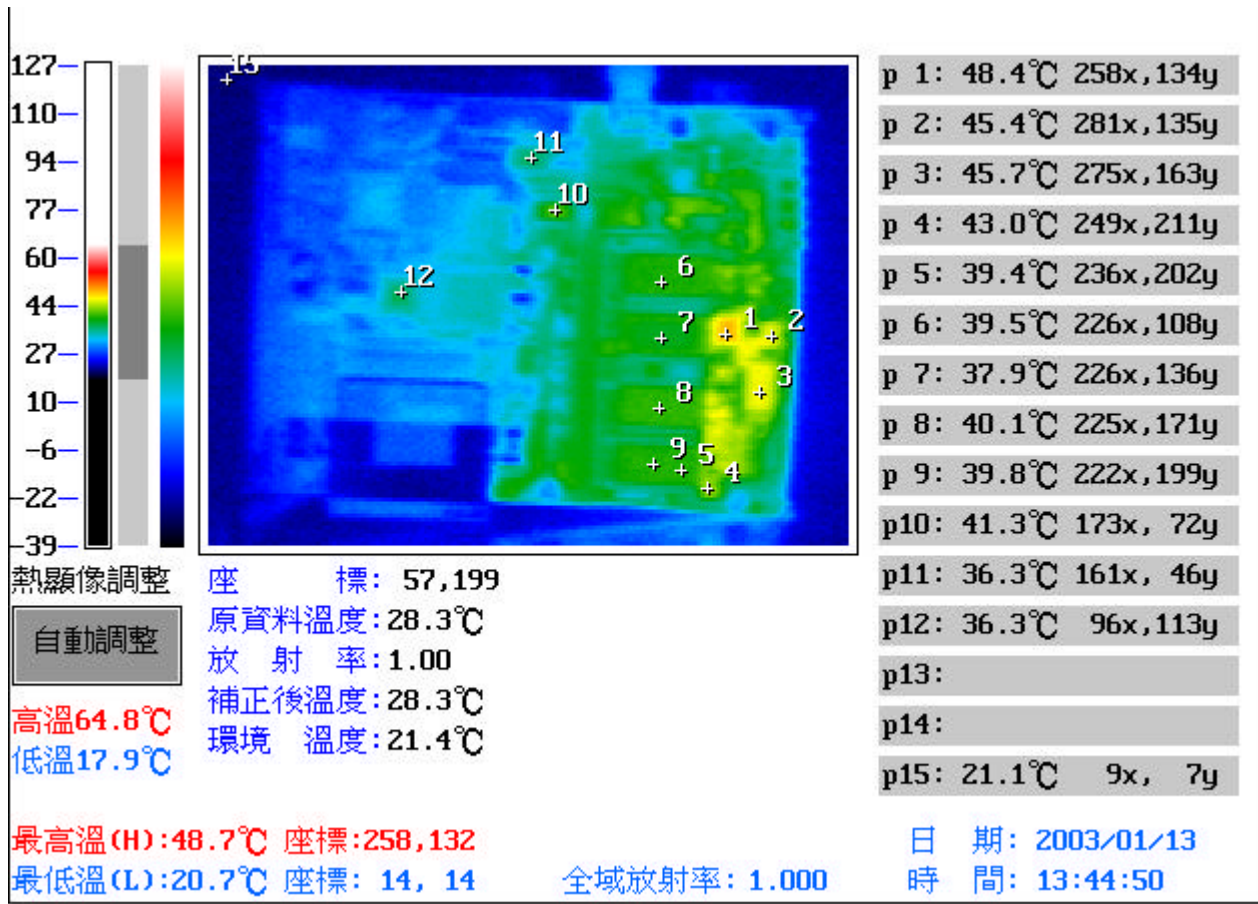 127
110
94
77
60
44
27
10
-6
-22
-39
熱顯像調整
自動調整
高溫64.8℃
低溫17.9℃
15
11
10
12
6
7
1
2
3
8
9
5
4
座 標: 57,199
原資料溫度:28.3℃
放 射 率:1.00
補正後溫度:28.3℃
環境 溫度:21.4℃
p 1: 48.4℃ 258x,134y
p 2: 45.4℃ 281x,135y
p 3: 45.7℃ 275x,163y
p 4: 43.0℃ 249x,211y
p 5: 39.4℃ 236x,202y
p 6: 39.5℃ 226x,108y
p 7: 37.9℃ 226x,136y
p 8: 40.1℃ 225x,171y
p 9: 39.8℃ 222x,199y
p10: 41.3℃ 173x, 72y
p11: 36.3℃ 161x, 46y
p12: 36.3℃ 96x,113y
p13:
p14:
p15: 21.1℃ 9x, 7y
最高溫(H):48.7℃ 座標:258,132
最低溫(L):20.7℃ 座標: 14, 14
全域放射率: 1.000
日 期: 2003/01/13
時 間: 13:44:50